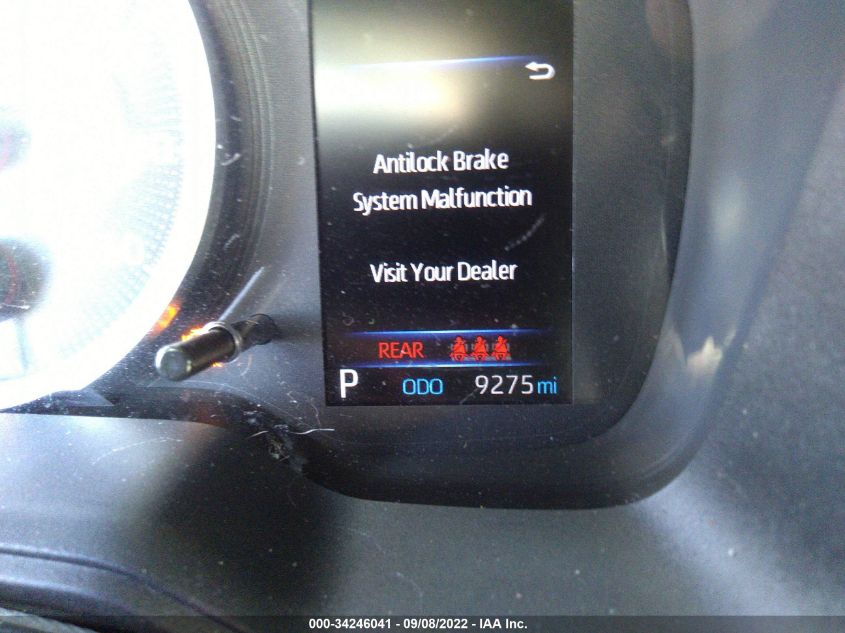 Antilock Brake
System Malfunction
Visit Your Dealer
REAR
P ODO 9275 mi
000-34246041 - 09/08/2022 - IAA Inc.